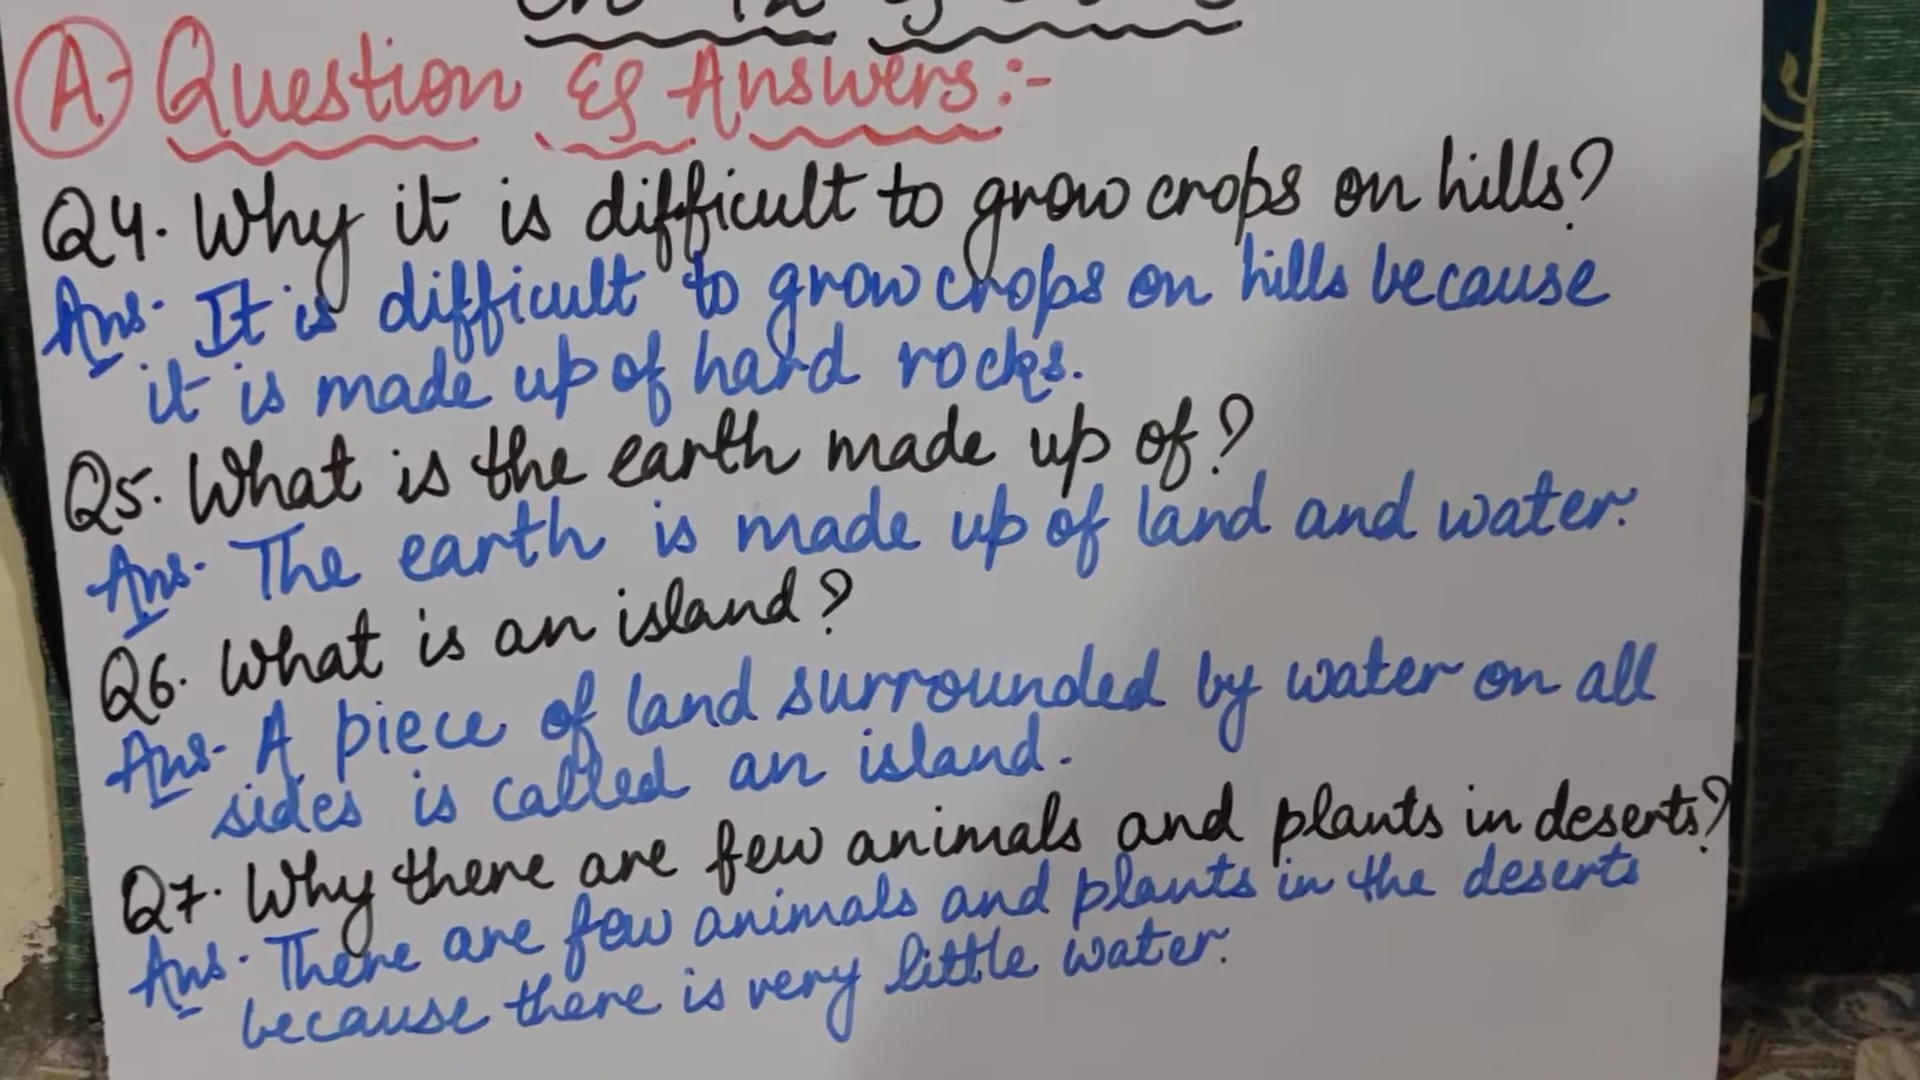 A. Question & Answers:-
Q4. Why it is difficult to grow crops on hills?
Ans. It is difficult to grow crops on hills because
it is made up of hard rocks.
Q5. What is the earth made up of?
Ans. The earth is made up of land and water.
Q6. What is an island?
Ans- A piece of land surrounded by water on all
sides is called an island.
Q7. Why there are few animals and plants in deserts?
Ans. There are few animals and plants in the deserts
because there is very little water.